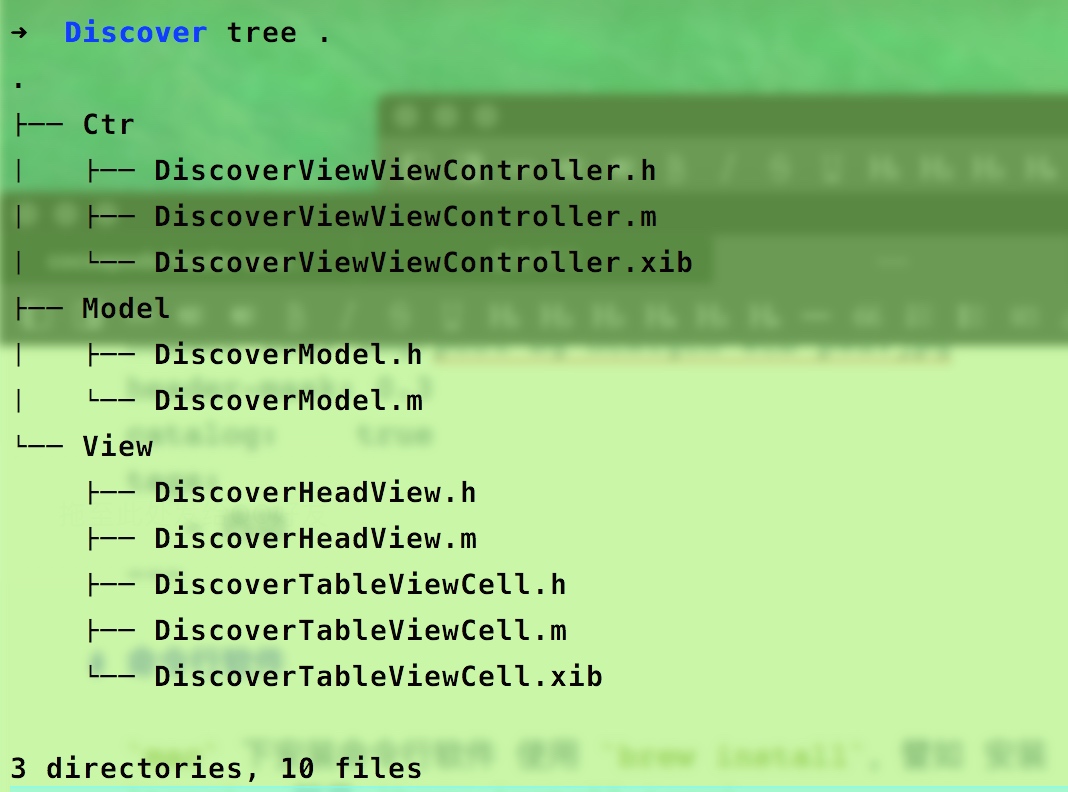 ➜  Discover tree .
.
├── Ctr
│   ├── DiscoverViewViewController.h
│   ├── DiscoverViewViewController.m
│   └── DiscoverViewViewController.xib
├── Model
│   ├── DiscoverModel.h
│   └── DiscoverModel.m
└── View
    ├── DiscoverHeadView.h
    ├── DiscoverHeadView.m
    ├── DiscoverTableViewCell.h
    ├── DiscoverTableViewCell.m
    └── DiscoverTableViewCell.xib
3 directories, 10 files